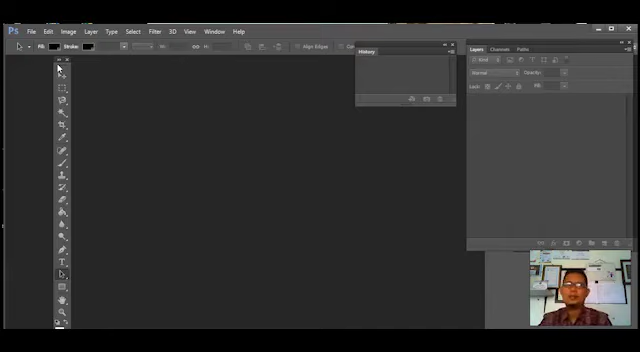 Ps File Edit Image Layer Type Select Filter 3D View Window Help
Fill: Stroke: W: H: Align Edges
History
Layers Channels Paths
Kind
Normal Opacity:
Lock: Fill: